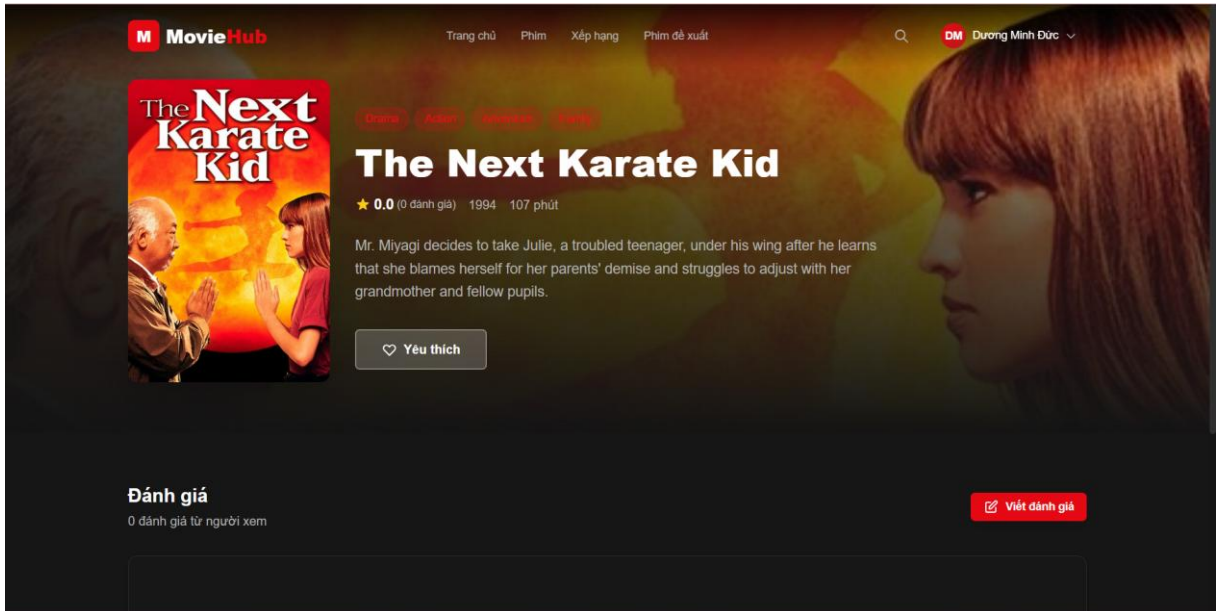 M MovieHub
Trang chủ Phim Xếp hạng Phim đề xuất
DM Dương Minh Đức
The Next
Karate
Kid
Drama Action Adventure Family
The Next Karate Kid
0.0 (0 đánh giá) 1994 107 phút
Mr. Miyagi decides to take Julie, a troubled teenager, under his wing after he learns
that she blames herself for her parents' demise and struggles to adjust with her
grandmother and fellow pupils.
Yêu thích
Đánh giá
0 đánh giá từ người xem
Viết đánh giá